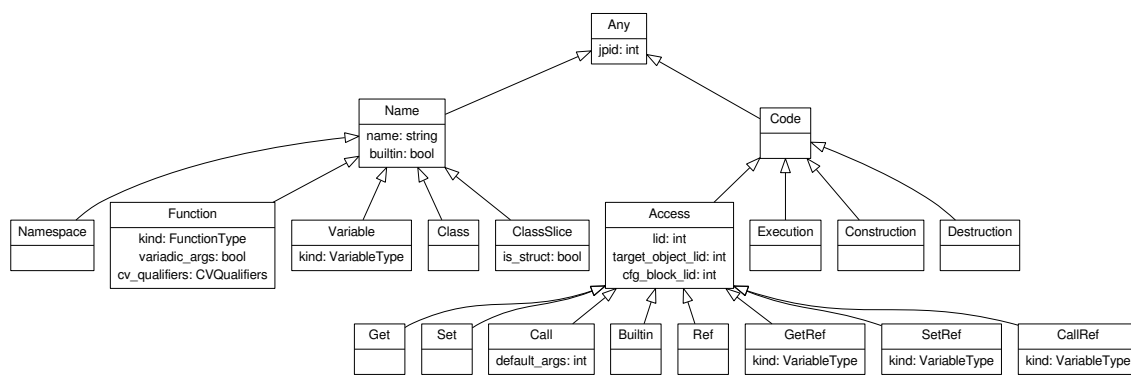 Any
jpid: int
Name
name: string
builtin: bool
Code
Namespace
Function
kind: FunctionType
variadic_args: bool
cv_qualifiers: CVQualifiers
Variable
kind: VariableType
Class
ClassSlice
is_struct: bool
Access
lid: int
target_object_lid: int
cfg_block_lid: int
Execution
Construction
Destruction
Get
Set
Call
default_args: int
Builtin
Ref
GetRef
kind: VariableType
SetRef
kind: VariableType
CallRef
kind: VariableType